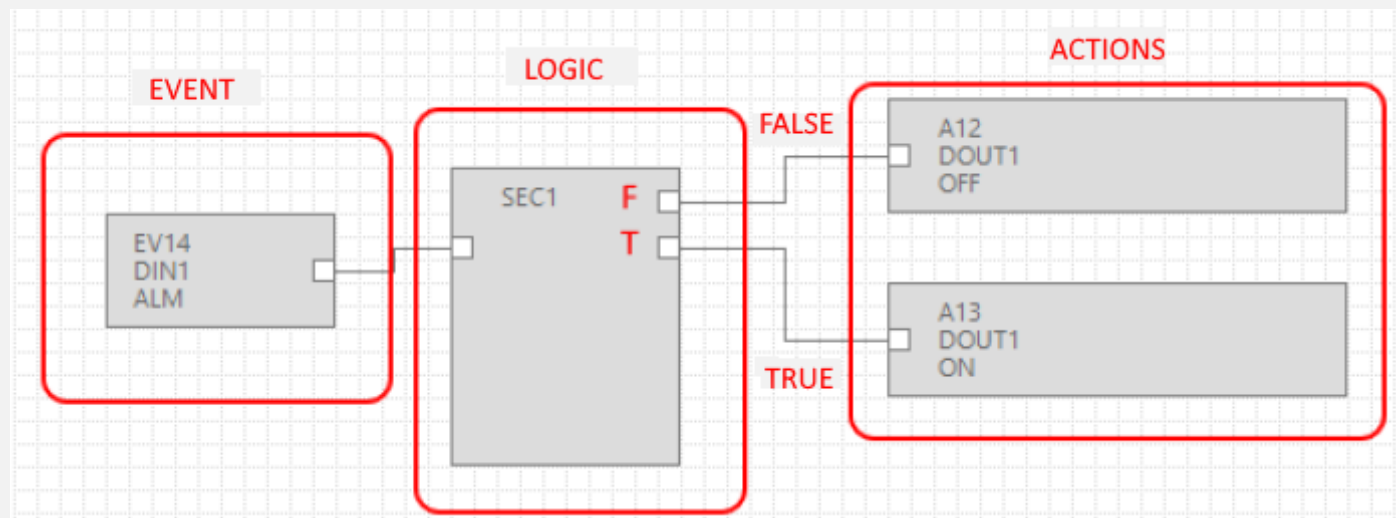 EVENT
LOGIC
ACTIONS
EV14
DIN1
ALM
SEC1
F
T
FALSE
TRUE
A12
DOUT1
OFF
A13
DOUT1
ON